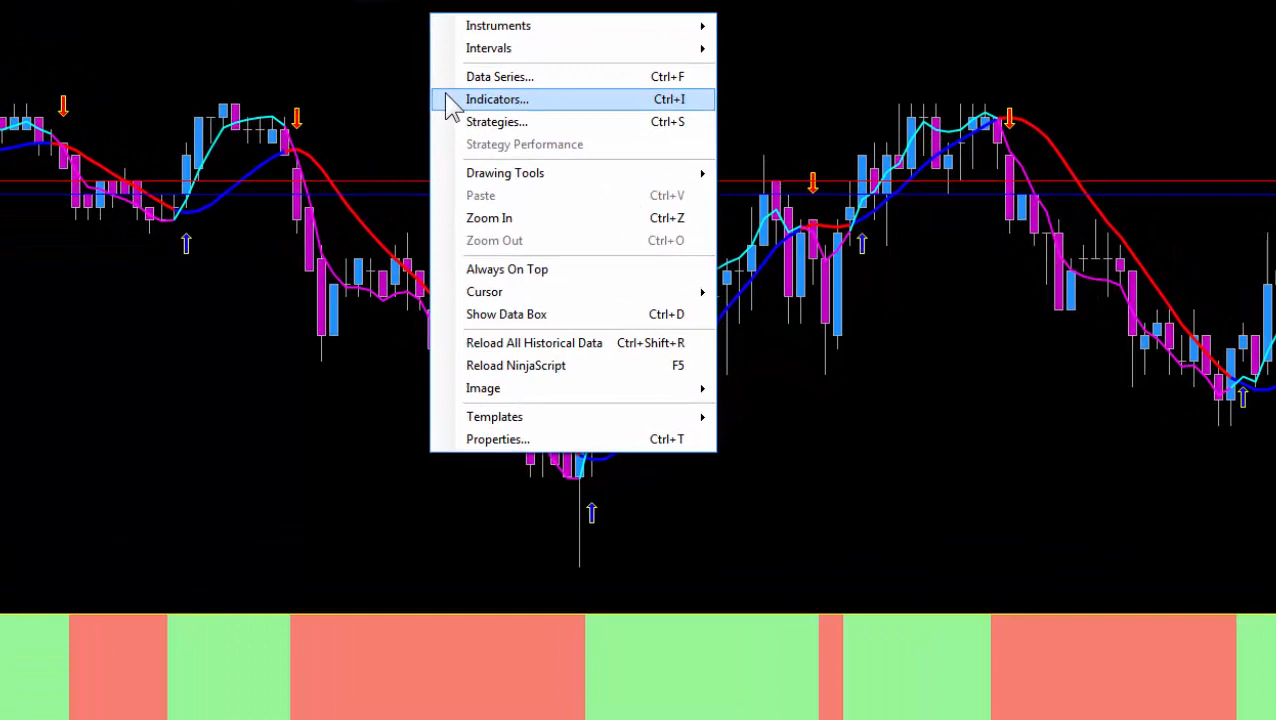 Instruments
Intervals
Data Series... Ctrl+F
Indicators... Ctrl+I
Strategies... Ctrl+S
Strategy Performance
Drawing Tools
Paste Ctrl+V
Zoom In Ctrl+Z
Zoom Out Ctrl+O
Always On Top
Cursor
Show Data Box Ctrl+D
Reload All Historical Data Ctrl+Shift+R
Reload NinjaScript F5
Image
Templates
Properties... Ctrl+T